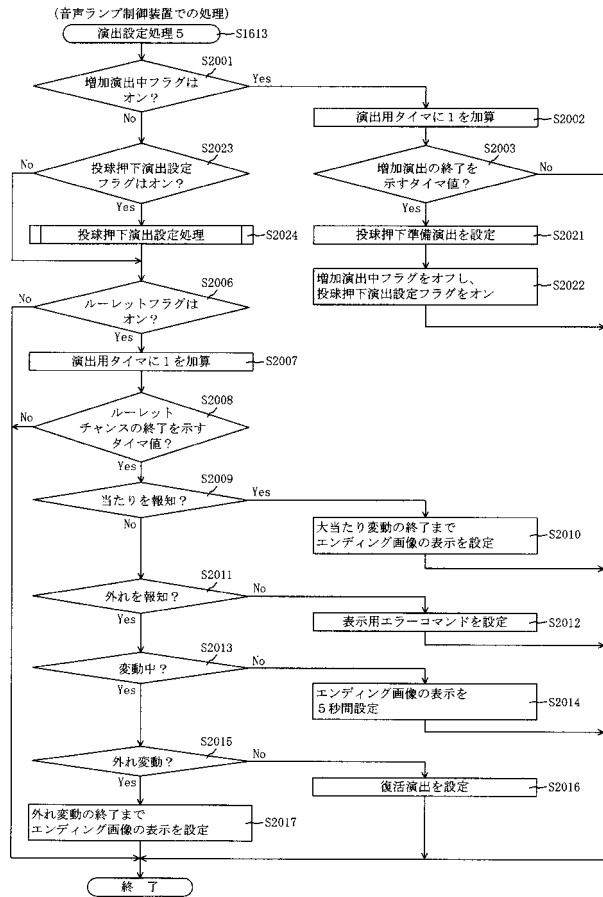 (音声ランプ制御装置での処理)
演出設定処理5
S1613
増加演出中フラグは
オン?
S2001
Yes
No
演出用タイマに1を加算
S2002
投球押下演出設定
フラグはオン?
S2023
No
Yes
増加演出の終了を
示すタイマ値?
S2003
No
Yes
投球押下演出設定処理
S2024
投球押下準備演出を設定
S2021
増加演出中フラグをオフし、
投球押下演出設定フラグをオン
S2022
ルーレットフラグは
オン?
S2006
No
Yes
演出用タイマに1を加算
S2007
ルーレット
チャンスの終了を示す
タイマ値?
S2008
No
Yes
当たりを報知?
S2009
Yes
No
大当たり変動の終了まで
エンディング画像の表示を設定
S2010
外れを報知?
S2011
No
Yes
表示用エラーコマンドを設定
S2012
変動中?
S2013
No
Yes
エンディング画像の表示を
5秒間設定
S2014
外れ変動?
S2015
No
Yes
復活演出を設定
S2016
外れ変動の終了まで
エンディング画像の表示を設定
S2017
終 了